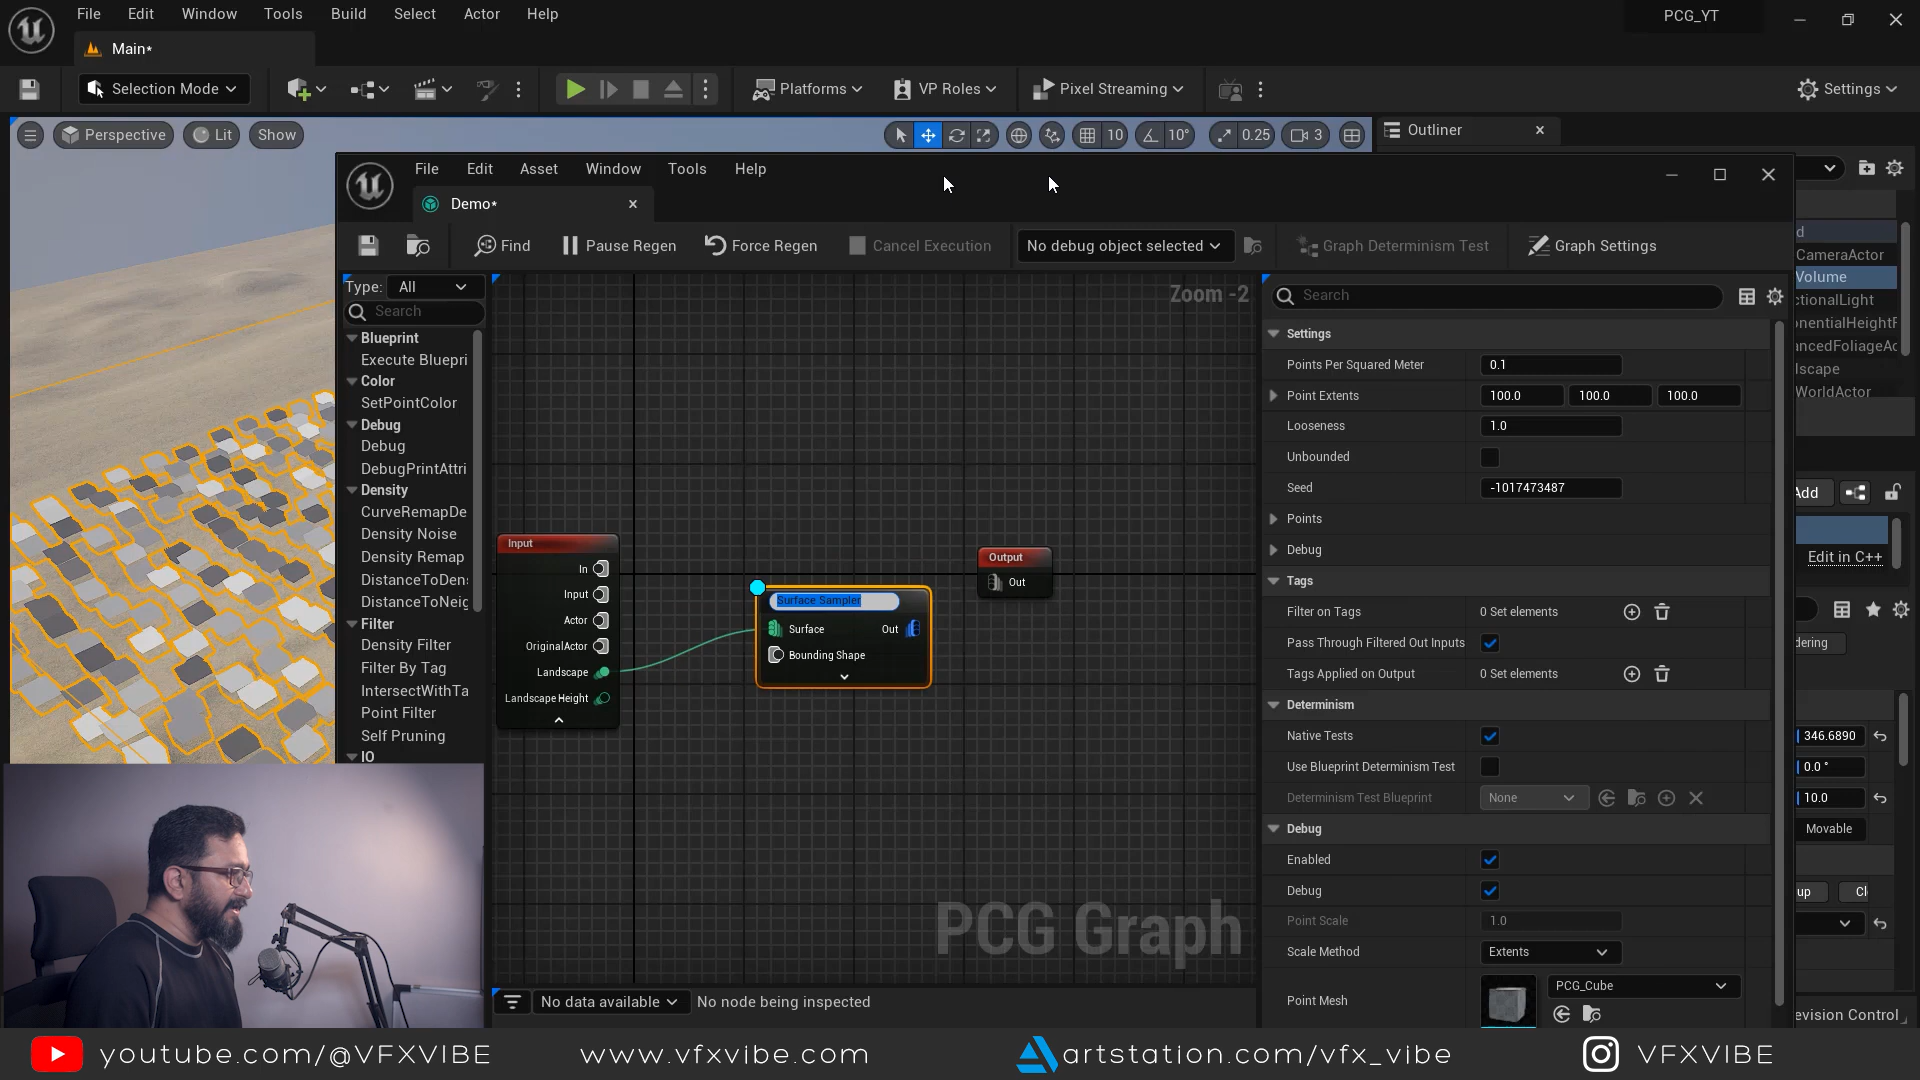 File Edit Window Tools Build Select Actor Help
PCG_YT
Main*
Selection Mode
Platforms
VP Roles
Pixel Streaming
Settings
Perspective
Lit
Show
10
10°
0.25
3
Outliner
File Edit Asset Window Tools Help
Demo*
Find
Pause Regen
Force Regen
Cancel Execution
No debug object selected
Graph Determinism Test
Graph Settings
Type: All
Search
Blueprint
Execute Bluepri
Color
SetPointColor
Debug
Debug
DebugPrintAttri
Density
CurveRemapDe
Density Noise
Density Remap
DistanceToDen
DistanceToNeig
Filter
Density Filter
Filter By Tag
IntersectWithTa
Point Filter
Self Pruning
IO
Zoom -2
Input
In
Input
Actor
OriginalActor
Landscape
Landscape Height
Surface Sampler
Surface Out
Bounding Shape
Output
Out
PCG Graph
No data available
No node being inspected
Search
Settings
Points Per Squared Meter 0.1
Point Extents 100.0 100.0 100.0
Looseness 1.0
Unbounded
Seed -1017473487
Points
Debug
Tags
Filter on Tags 0 Set elements
Pass Through Filtered Out Inputs
Tags Applied on Output 0 Set elements
Determinism
Native Tests
Use Blueprint Determinism Test
Determinism Test Blueprint None
Debug
Enabled
Debug
Point Scale 1.0
Scale Method Extents
Point Mesh PCG_Cube
d
CameraActor
Volume
ctionalLight
onentialHeightF
ancedFoliageAc
dscape
WorldActor
Add
Edit in C++
dering
346.6890
0.0 °
10.0
Movable
up
Cl
evision Control
youtube.com/@VFXVIBE
www.vfxvibe.com
artstation.com/vfx_vibe
VFXVIBE